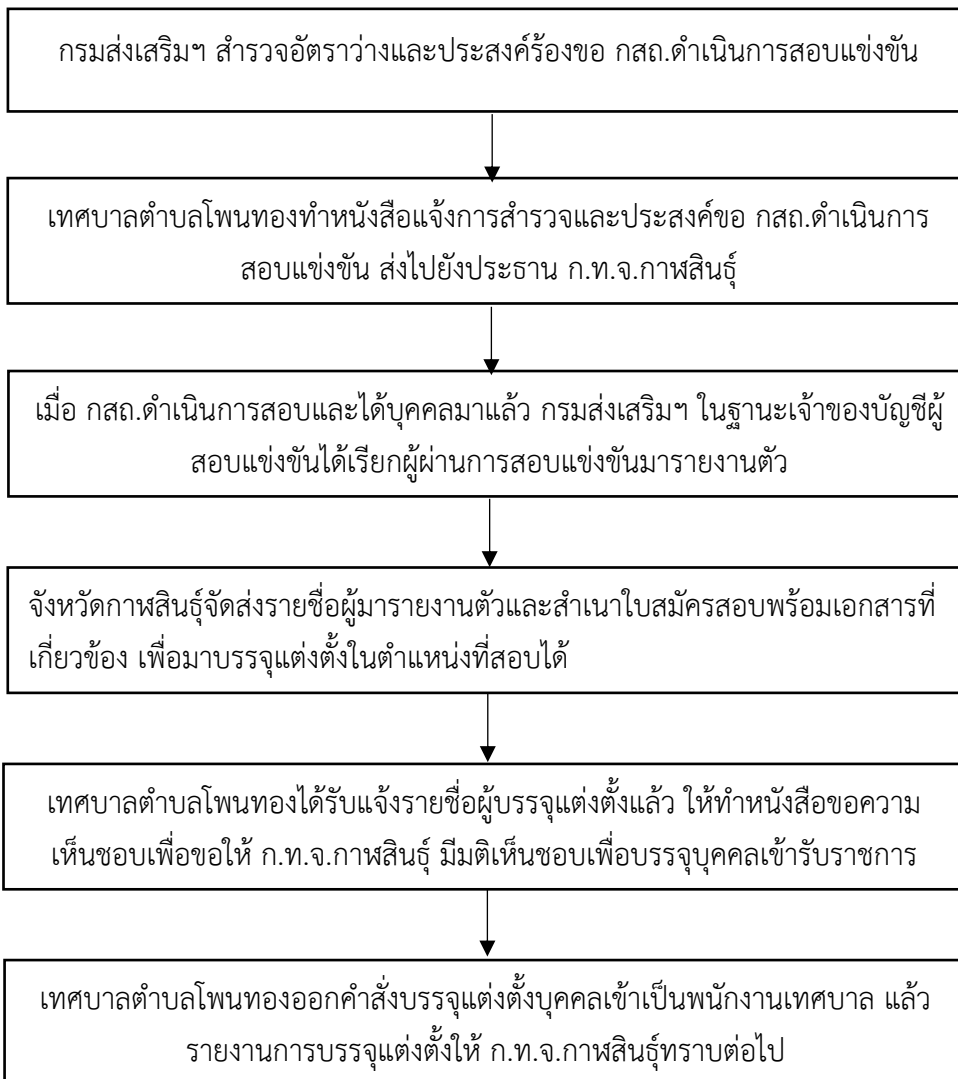 กรมส่งเสริมฯ สำรวจอัตราว่างและประสงค์ร้องขอ กสถ.ดำเนินการสอบแข่งขัน
เทศบาลตำบลโพนทองทำหนังสือแจ้งการสำรวจและประสงค์ขอ กสถ.ดำเนินการ
สอบแข่งขัน ส่งไปยังประธาน ก.ท.จ.กาฬสินธุ์
เมื่อ กสถ.ดำเนินการสอบและได้บุคคลมาแล้ว กรมส่งเสริมฯ ในฐานะเจ้าของบัญชีผู้
สอบแข่งขันได้เรียกผู้ผ่านการสอบแข่งขันมารายงานตัว
จังหวัดกาฬสินธุ์จัดส่งรายชื่อผู้มารายงานตัวและสำเนาใบสมัครสอบพร้อมเอกสารที่
เกี่ยวข้อง เพื่อมาบรรจุแต่งตั้งในตำแหน่งที่สอบได้
เทศบาลตำบลโพนทองได้รับแจ้งรายชื่อผู้บรรจุแต่งตั้งแล้ว ให้ทำหนังสือขอความ
เห็นชอบเพื่อขอให้ ก.ท.จ.กาฬสินธุ์ มีมติเห็นชอบเพื่อบรรจุบุคคลเข้ารับราชการ
เทศบาลตำบลโพนทองออกคำสั่งบรรจุแต่งตั้งบุคคลเข้าเป็นพนักงานเทศบาล แล้ว
รายงานการบรรจุแต่งตั้งให้ ก.ท.จ.กาฬสินธุ์ทราบต่อไป